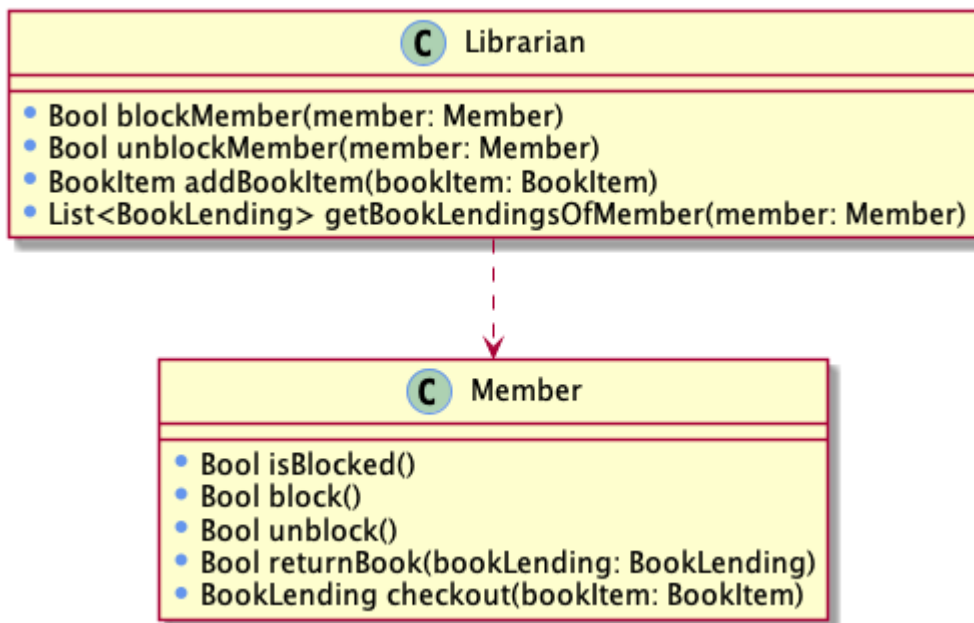 C Librarian
Bool blockMember(member: Member)
Bool unblockMember(member: Member)
BookItem addBookItem(bookItem: BookItem)
List<BookLending> getBookLendingsOfMember(member: Member)
C Member
Bool isBlocked()
Bool block()
Bool unblock()
Bool returnBook(bookLending: BookLending)
BookLending checkout(bookItem: BookItem)